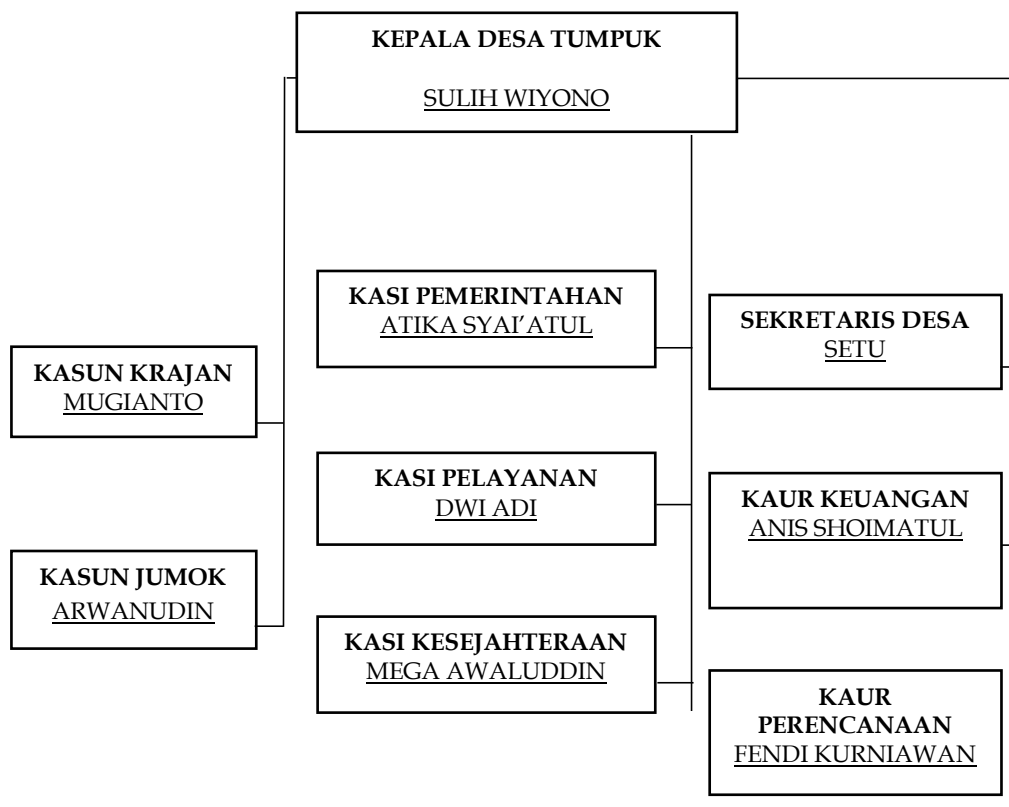 KEPALA DESA TUMPUK
SULIH WIYONO
KASI PEMERINTAHAN
ATIKA SYAI’ATUL
SEKRETARIS DESA
SETU
KASUN KRAJAN
MUGIANTO
KASI PELAYANAN
DWI ADI
KAUR KEUANGAN
ANIS SHOIMATUL
KASUN JUMOK
ARWANUDIN
KASI KESEJAHTERAAN
MEGA AWALUDDIN
KAUR
PERENCANAAN
FENDI KURNIAWAN